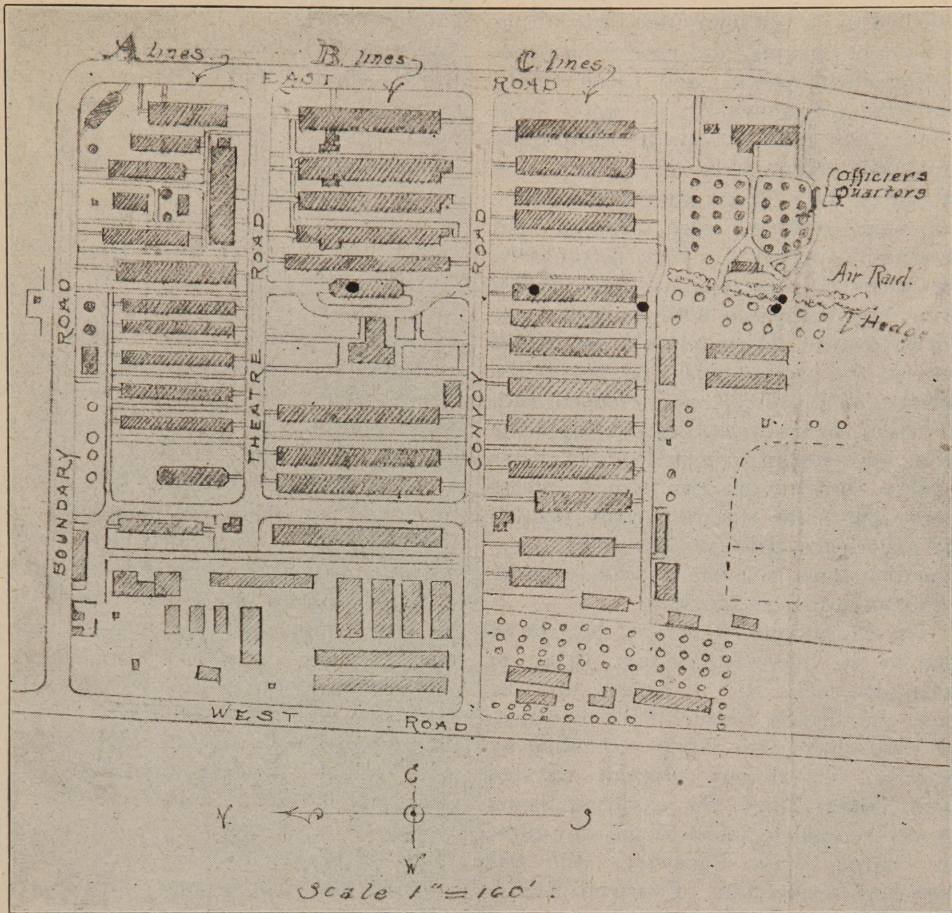 A lines
B lines
C lines
EAST ROAD
Officiers
Quartors
Air Raid.
Hedge
ROAD
BOUNDARY
ROAD
THEATRE
ROAD
CONVOY
WEST ROAD
N
S
W
Scale 1"=160'.